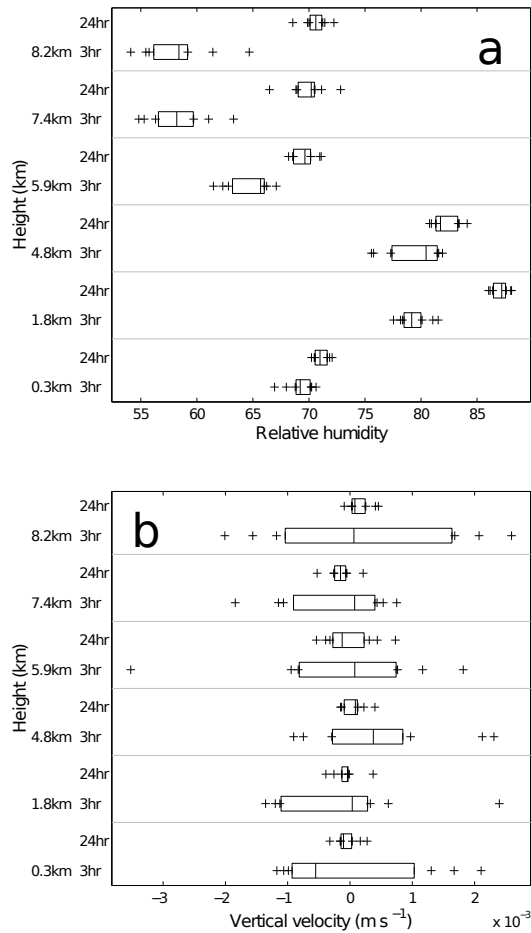 24hr
a
8.2km 3hr
24hr
7.4km 3hr
24hr
5.9km 3hr
Height (km)
24hr
4.8km 3hr
24hr
1.8km 3hr
24hr
0.3km 3hr
55 60 65 70 75 80 85
Relative humidity
24hr
b
8.2km 3hr
24hr
7.4km 3hr
24hr
5.9km 3hr
Height (km)
24hr
4.8km 3hr
24hr
1.8km 3hr
24hr
0.3km 3hr
−3 −2 −1 0 1 2
Vertical velocity (m s⁻¹) x 10⁻³